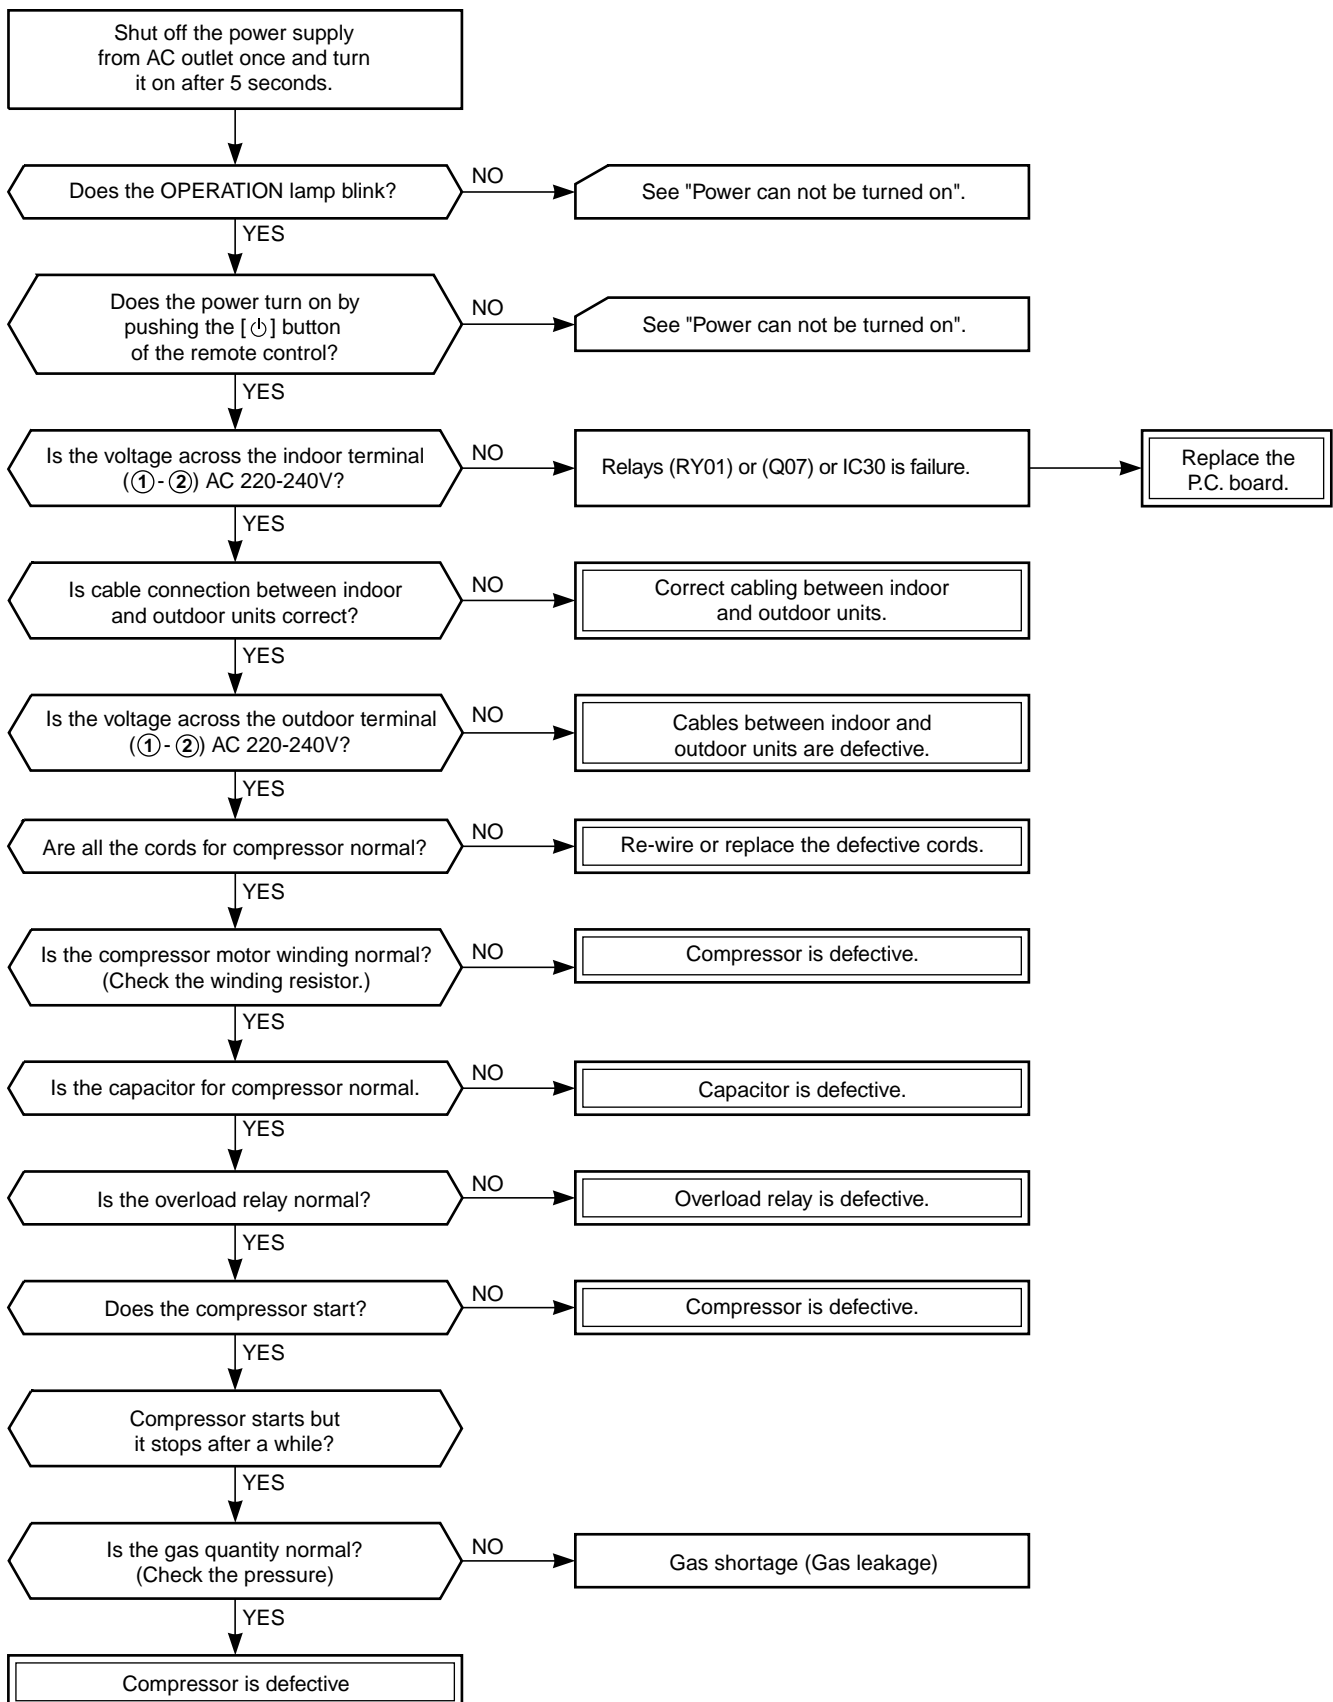 Shut off the power supply
from AC outlet once and turn
it on after 5 seconds.
Does the OPERATION lamp blink?
NO
See "Power can not be turned on".
YES
Does the power turn on by
pushing the [⏻] button
of the remote control?
NO
See "Power can not be turned on".
YES
Is the voltage across the indoor terminal
(① - ②) AC 220-240V?
NO
Relays (RY01) or (Q07) or IC30 is failure.
Replace the
P.C. board.
YES
Is cable connection between indoor
and outdoor units correct?
NO
Correct cabling between indoor
and outdoor units.
YES
Is the voltage across the outdoor terminal
(① - ②) AC 220-240V?
NO
Cables between indoor and
outdoor units are defective.
YES
Are all the cords for compressor normal?
NO
Re-wire or replace the defective cords.
YES
Is the compressor motor winding normal?
(Check the winding resistor.)
NO
Compressor is defective.
YES
Is the capacitor for compressor normal.
NO
Capacitor is defective.
YES
Is the overload relay normal?
NO
Overload relay is defective.
YES
Does the compressor start?
NO
Compressor is defective.
YES
Compressor starts but
it stops after a while?
YES
Is the gas quantity normal?
(Check the pressure)
NO
Gas shortage (Gas leakage)
YES
Compressor is defective